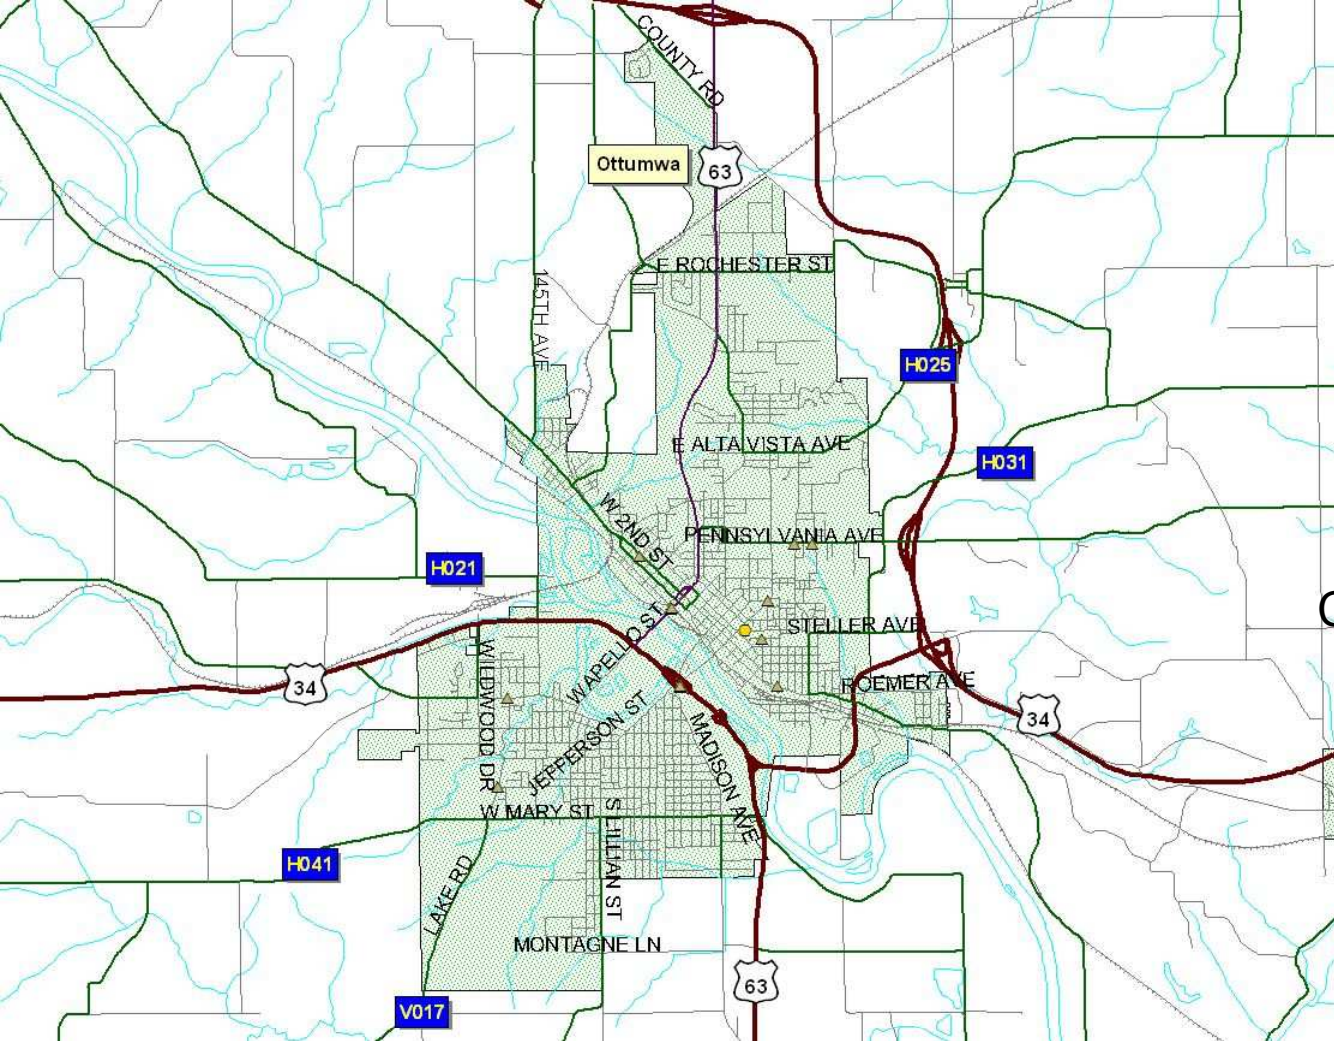 COUNTY RD
Ottumwa
63
E ROCHESTER ST
145TH AVE
H025
E ALTA VISTA AVE
H031
W 2ND ST
PENNSYLVANIA AVE
H021
WAPELLO ST
STELLER AVE
34
WILDWOOD DR
JEFFERSON ST
ROEMER AVE
34
MADISON AVE
W MARY ST
S LILLIAN ST
H041
LAKE RD
MONTAGNE LN
63
V017